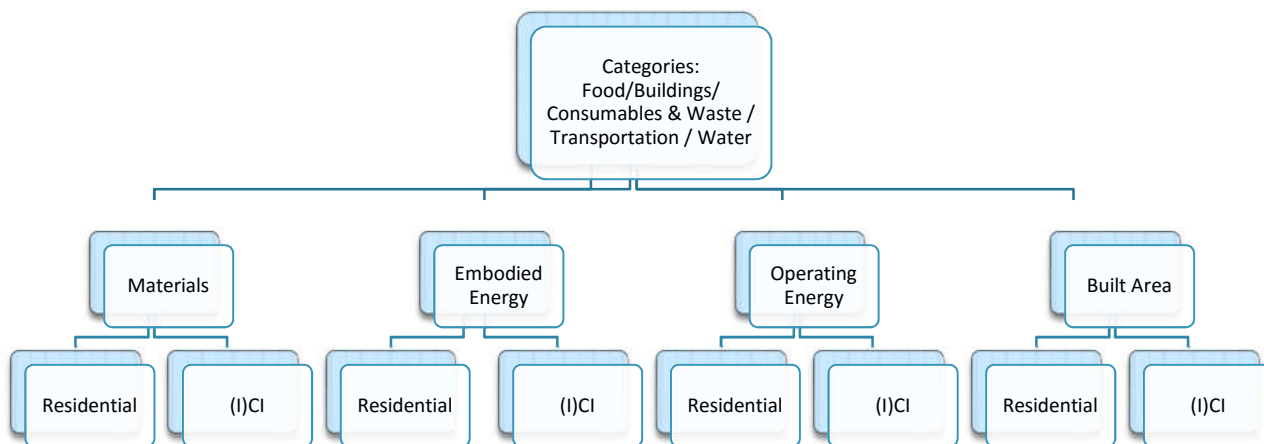 Categories:
Food/Buildings/
Consumables & Waste /
Transportation / Water
Materials
Embodied
Energy
Operating
Energy
Built Area
Residential
(I)CI
Residential
(I)CI
Residential
(I)CI
Residential
(I)CI